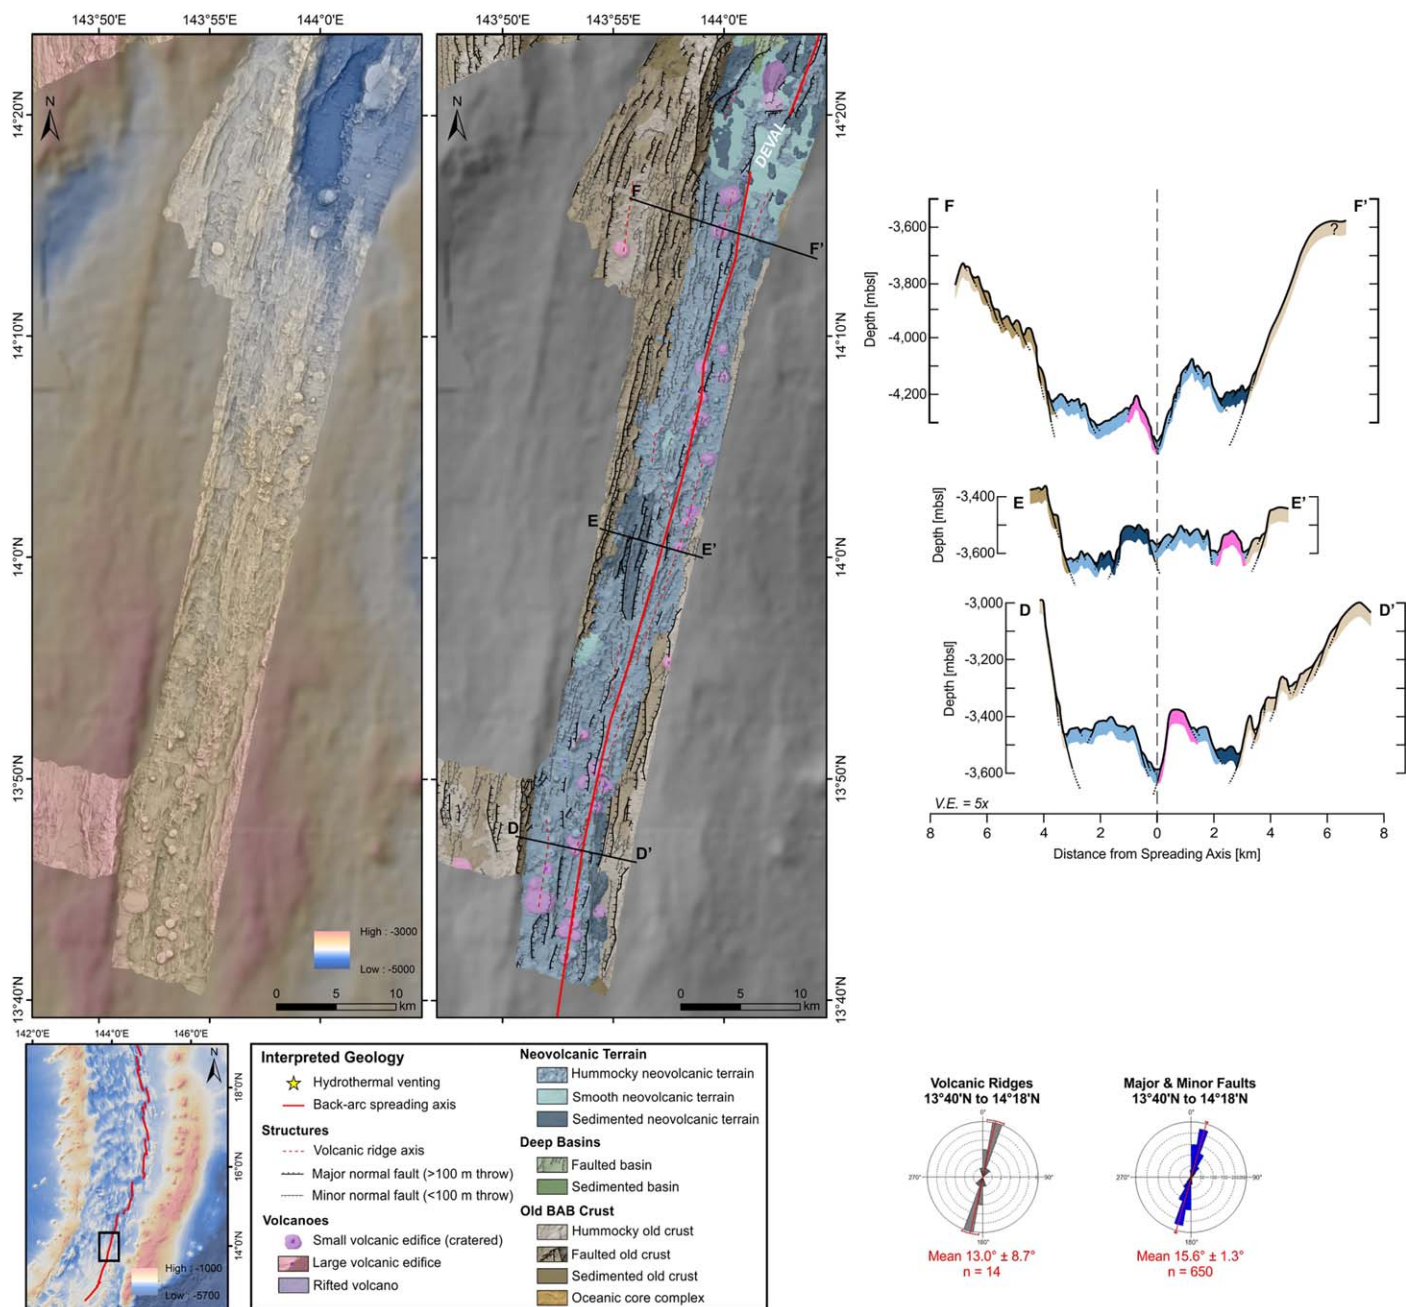 143°50'E 143°55'E 144°0'E
143°50'E 143°55'E 144°0'E
N
N
14°20'N
14°10'N
14°0'N
13°50'N
13°40'N
High : -3000
Low : -5000
0 5 10
km
DEVAL
F
F'
E
E'
D
D'
0 5 10
km
14°20'N
14°10'N
14°0'N
13°50'N
13°40'N
F F'
Depth [mbsl]
-3,600
-3,800
-4,000
-4,200
?
E E'
Depth [mbsl]
-3,400
-3,600
D D'
Depth [mbsl]
-3,000
-3,200
-3,400
-3,600
V.E. = 5x
8 6 4 2 0 2 4 6 8
Distance from Spreading Axis [km]
142°0'E 144°0'E 146°0'E
N
18°0'N
16°0'N
14°0'N
High : -1000
Low : -5700
Interpreted Geology
Hydrothermal venting
Back-arc spreading axis
Structures
Volcanic ridge axis
Major normal fault (>100 m throw)
Minor normal fault (<100 m throw)
Volcanoes
Small volcanic edifice (cratered)
Large volcanic edifice
Rifted volcano
Neovolcanic Terrain
Hummocky neovolcanic terrain
Smooth neovolcanic terrain
Sedimented neovolcanic terrain
Deep Basins
Faulted basin
Sedimented basin
Old BAB Crust
Hummocky old crust
Faulted old crust
Sedimented old crust
Oceanic core complex
Volcanic Ridges
13°40'N to 14°18'N
0°
270° 90°
180°
Mean 13.0° ± 8.7°
n = 14
Major & Minor Faults
13°40'N to 14°18'N
0°
270° 90°
180°
Mean 15.6° ± 1.3°
n = 650